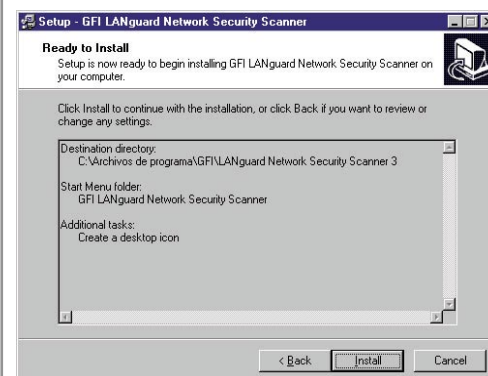 Setup - GFI LANguard Network Security Scanner
Ready to Install
Setup is now ready to begin installing GFI LANguard Network Security Scanner on
your computer.
Click Install to continue with the installation, or click Back if you want to review or
change any settings.
Destination directory:
C:\Archivos de programa\GFI\LANguard Network Security Scanner 3
Start Menu folder:
GFI LANguard Network Security Scanner
Additional tasks:
Create a desktop icon
< Back
Install
Cancel